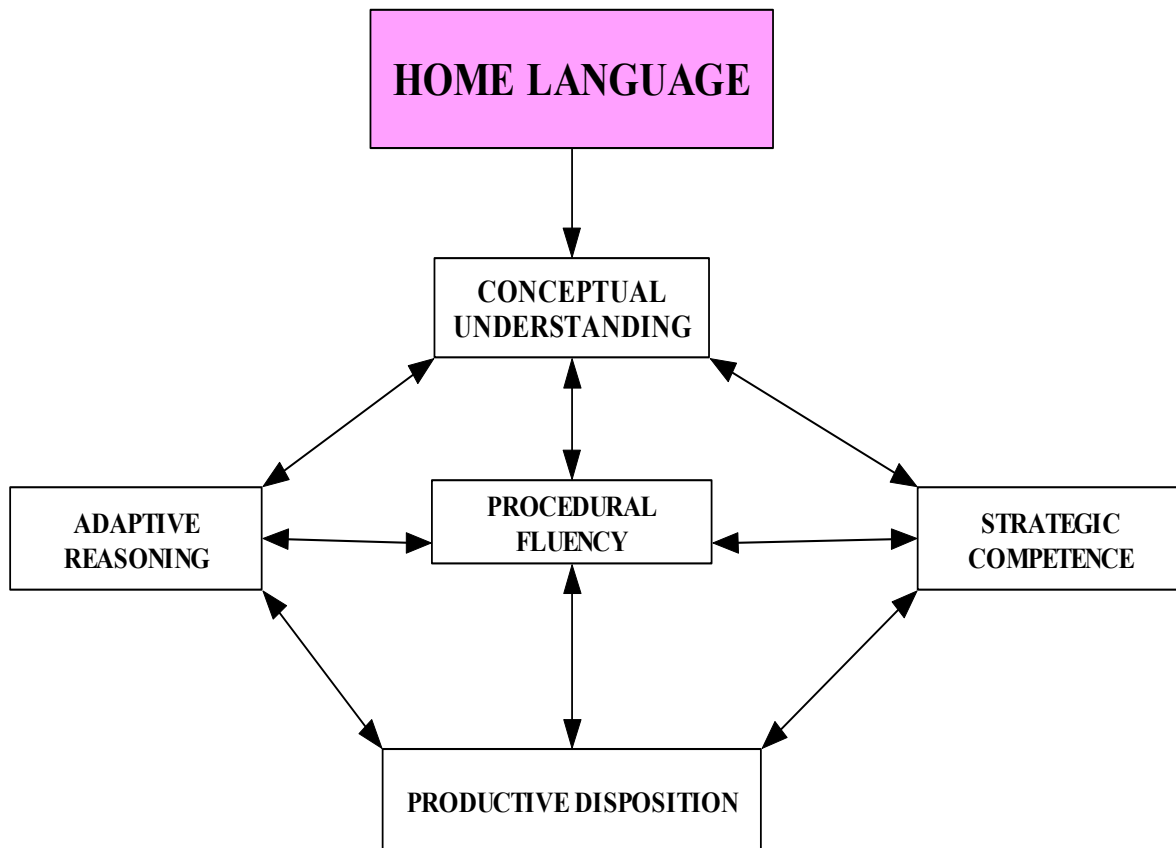 HOME LANGUAGE
CONCEPTUAL
UNDERSTANDING
ADAPTIVE
REASONING
PROCEDURAL
FLUENCY
STRATEGIC
COMPETENCE
PRODUCTIVE DISPOSITION